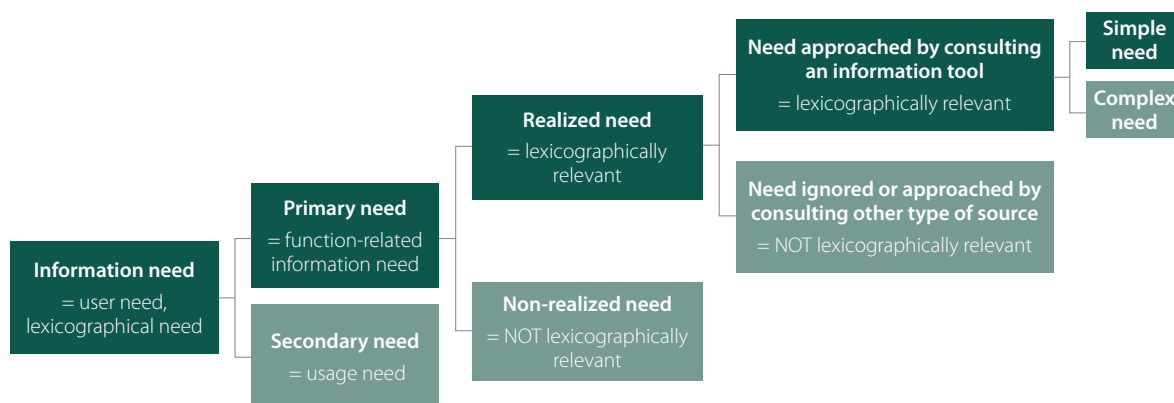 Information need
= user need,
lexicographical need
Primary need
= function-related
information need
Secondary need
= usage need
Realized need
= lexicographically
relevant
Non-realized need
= NOT lexicographically
relevant
Need approached by consulting
an information tool
= lexicographically relevant
Need ignored or approached by
consulting other type of source
= NOT lexicographically relevant
Simple
need
Complex
need